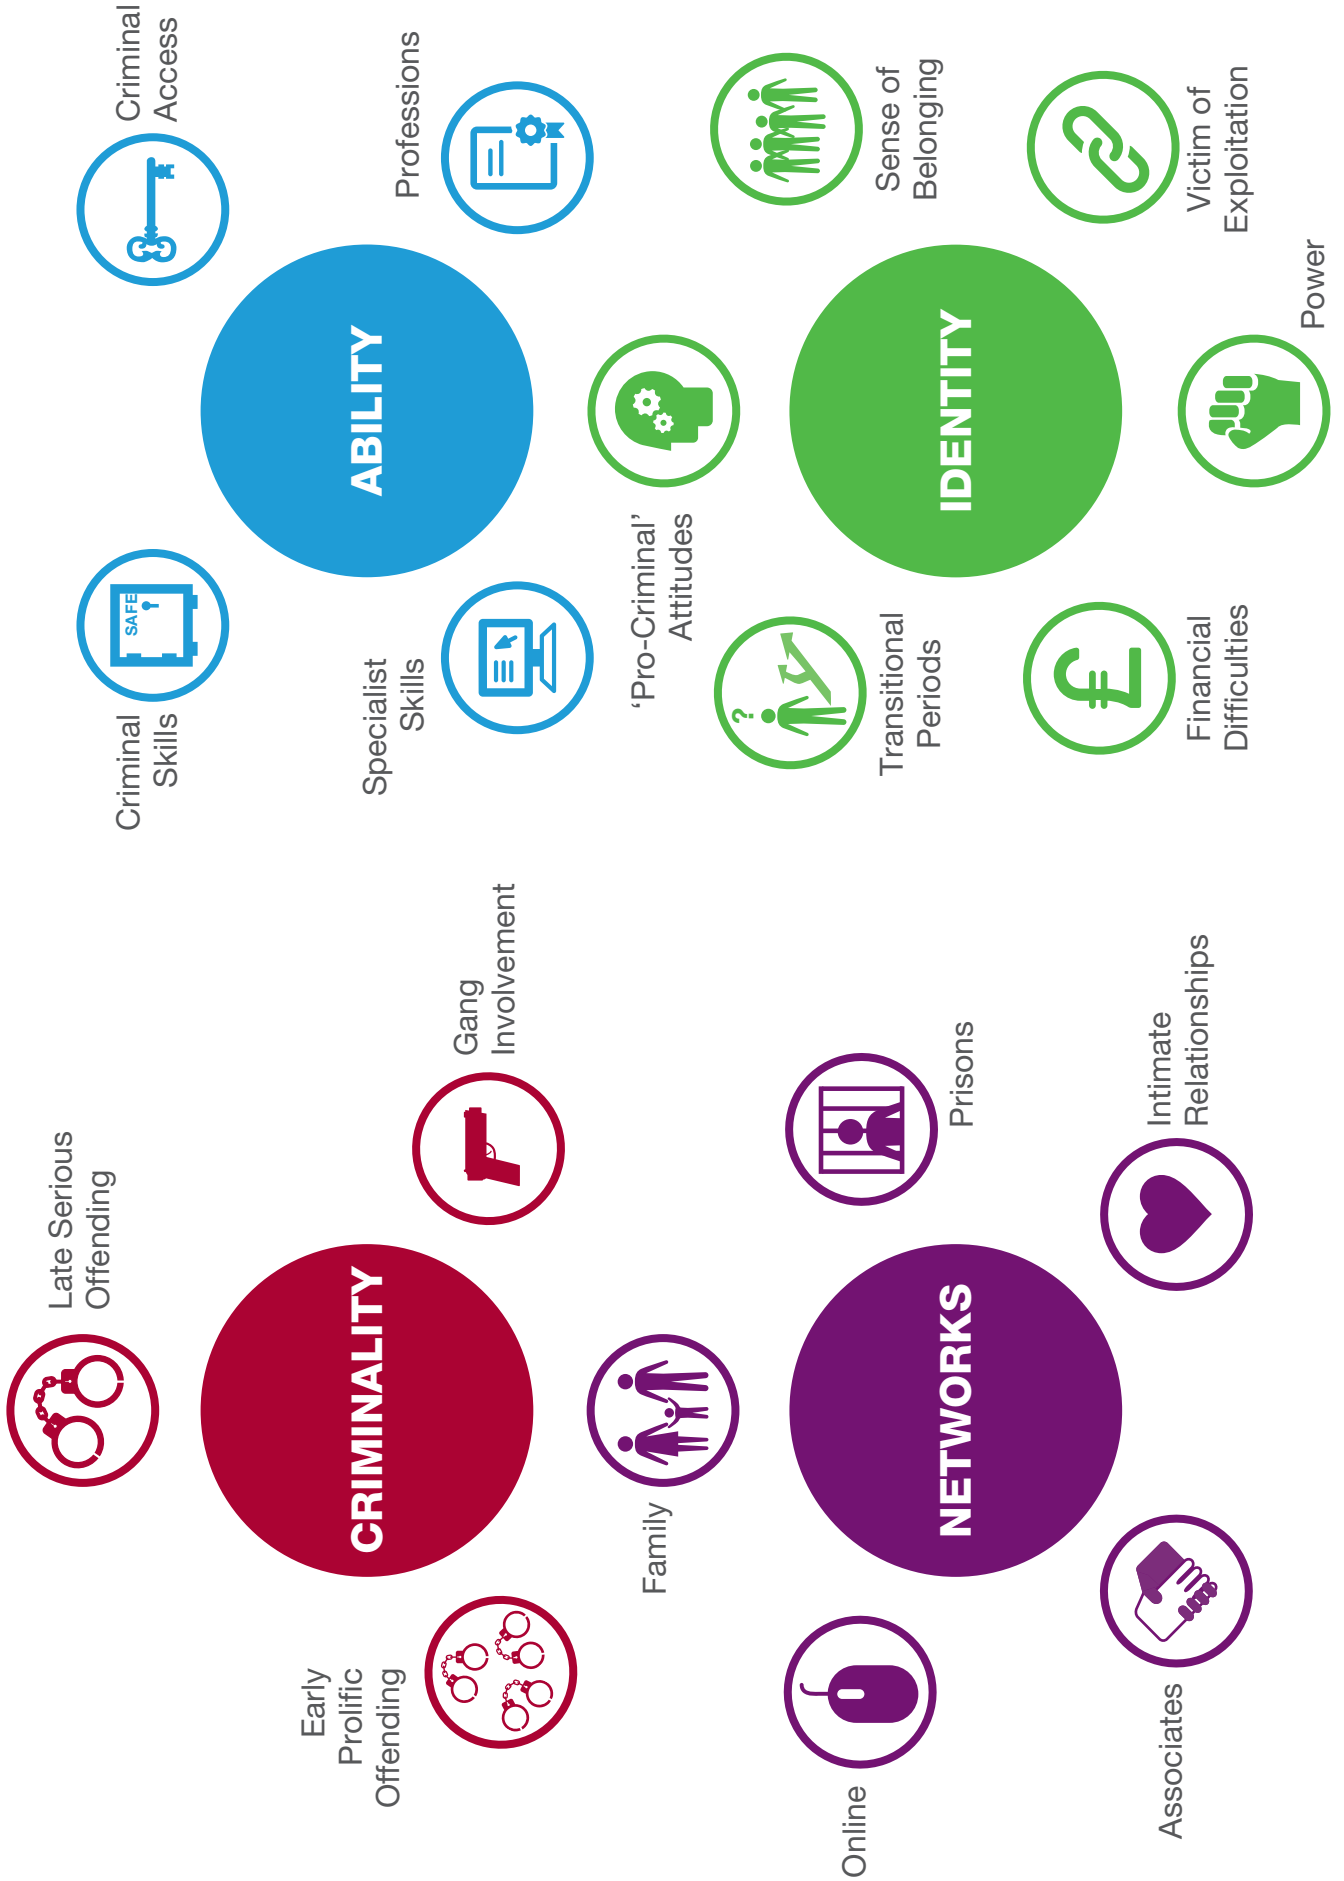 Late Serious
Offending
Early
Prolific
Offending
CRIMINALITY
Gang
Involvement
Criminal
Skills
SAFE
Criminal
Access
Specialist
Skills
ABILITY
Professions
Family
Online
NETWORKS
Prisons
Associates
Intimate
Relationships
‘Pro-Criminal’
Attitudes
Transitional
Periods
?
IDENTITY
Sense of
Belonging
£
Financial
Difficulties
Power
Victim of
Exploitation